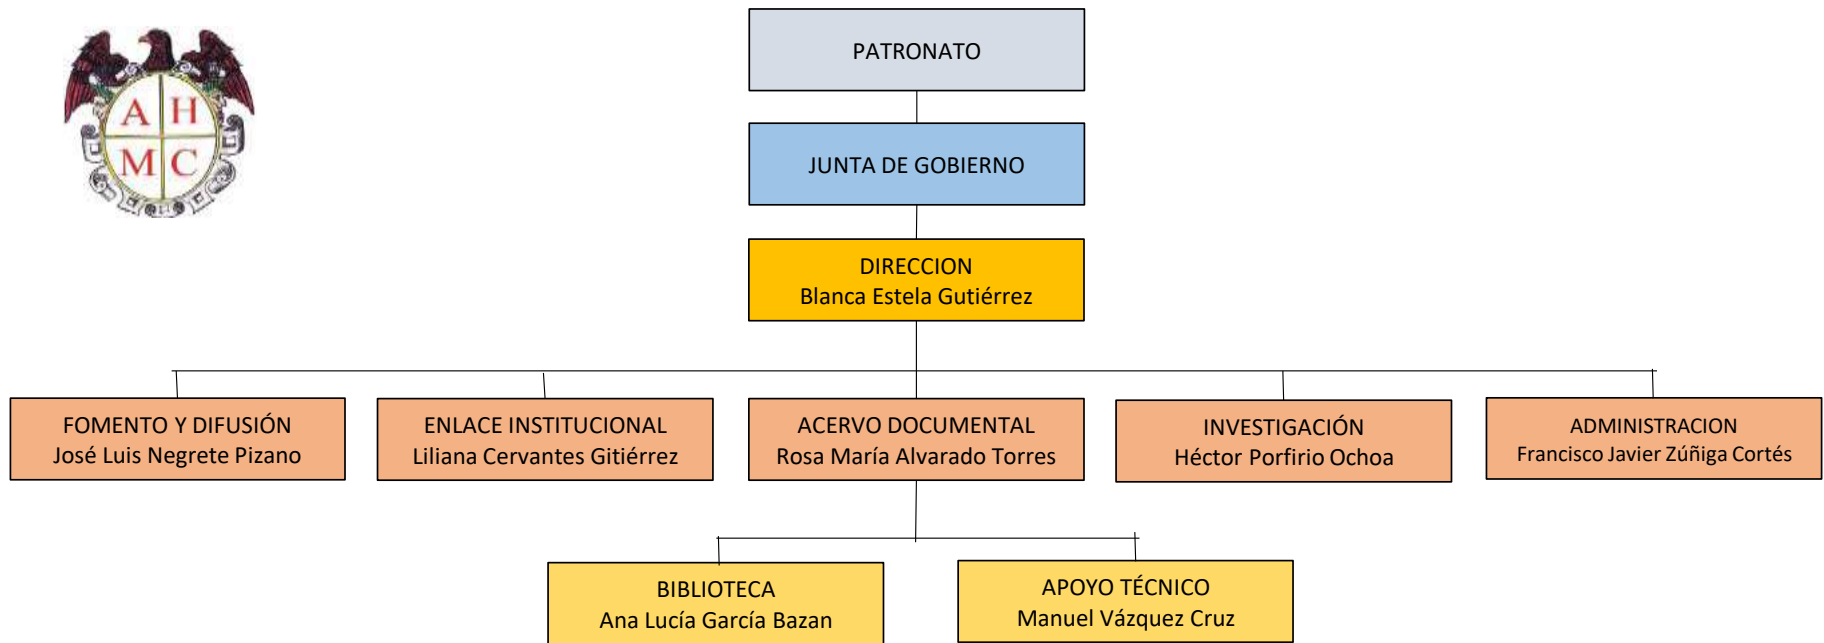 A H
M C
PATRONATO
JUNTA DE GOBIERNO
DIRECCION
Blanca Estela Gutiérrez
FOMENTO Y DIFUSIÓN
José Luis Negrete Pizano
ENLACE INSTITUCIONAL
Liliana Cervantes Gitiérrez
ACERVO DOCUMENTAL
Rosa María Alvarado Torres
INVESTIGACIÓN
Héctor Porfirio Ochoa
ADMINISTRACION
Francisco Javier Zúñiga Cortés
BIBLIOTECA
Ana Lucía García Bazan
APOYO TÉCNICO
Manuel Vázquez Cruz